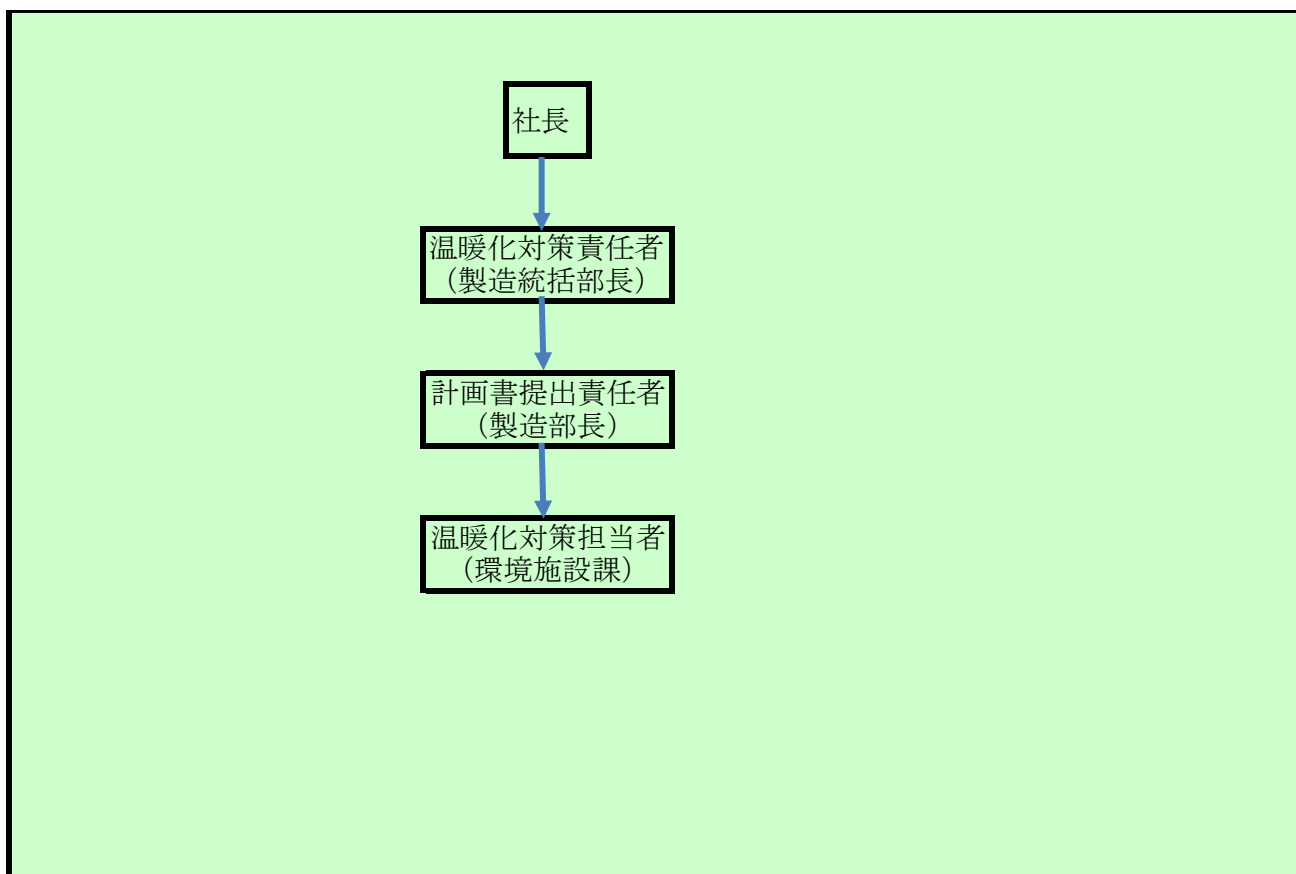 社長
温暖化対策責任者
（製造統括部長）
計画書提出責任者
（製造部長）
温暖化対策担当者
（環境施設課）